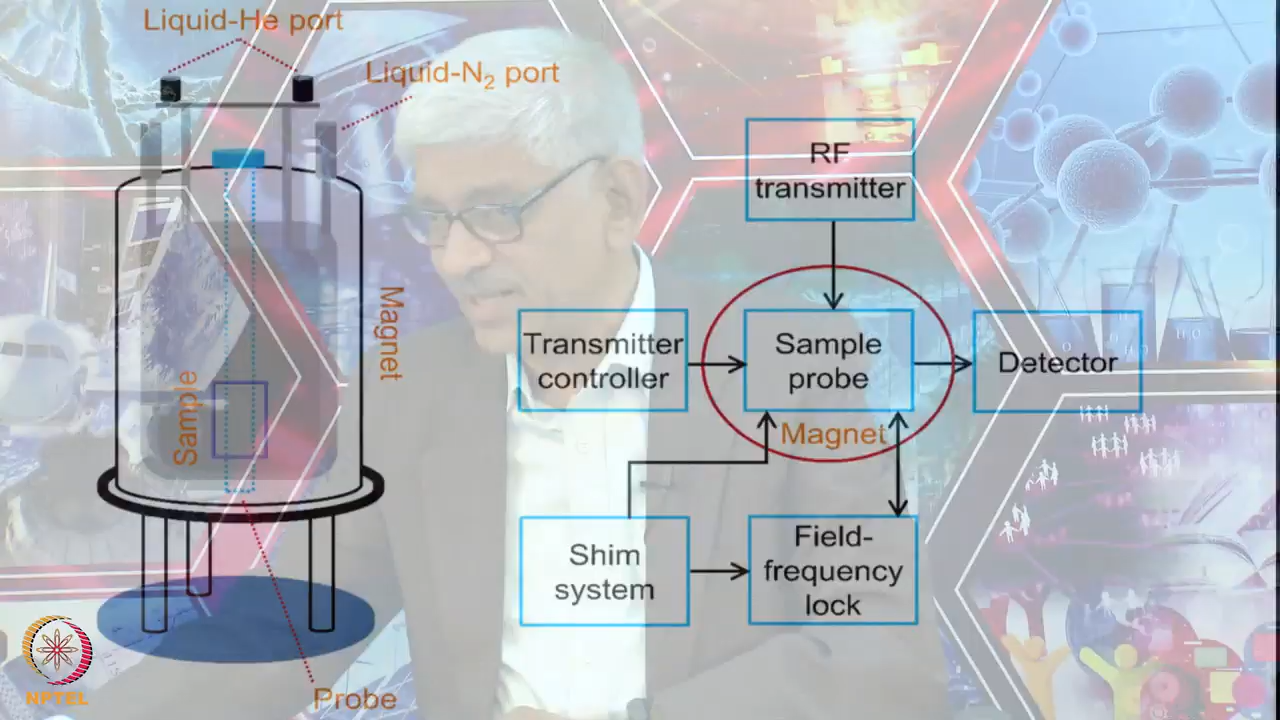 Liquid-He port
Liquid-N₂ port
Magnet
Sample
Probe
RF
transmitter
Transmitter
controller
Sample
probe
Detector
Magnet
Shim
system
Field-
frequency
lock
NPTEL